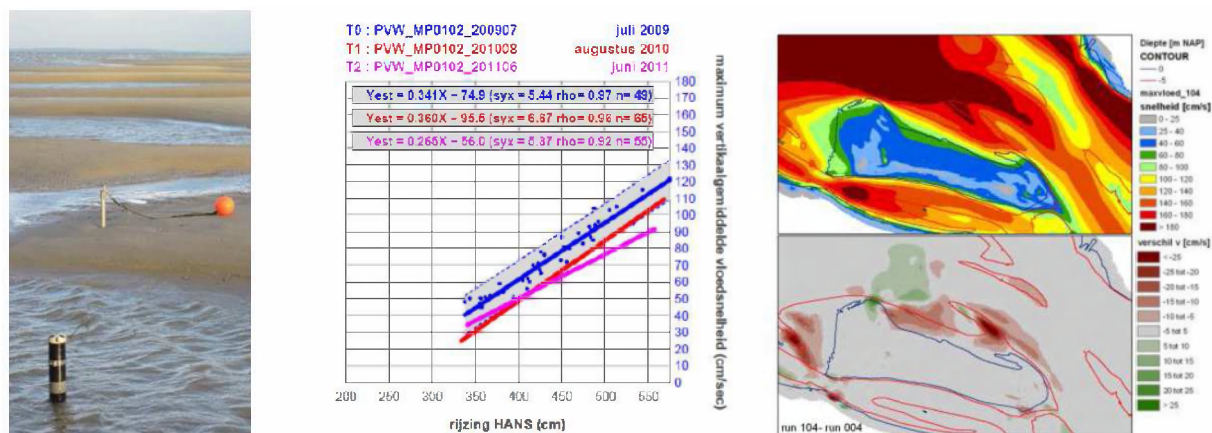 T0 : PVW_MP0102_200907 juli 2009
T1 : PVW_MP0102_201008 augustus 2010
T2 : PVW_MP0102_201106 juni 2011
Yest = 0.341X - 74.9 (syx = 5.44 rho= 0.97 n= 49)
Yest = 0.360X - 95.5 (syx = 6.67 rho= 0.96 n= 65)
Yest = 0.265X - 56.0 (syx = 5.37 rho= 0.92 n= 55)
180
170
160
150
140
130
120
110
100
90
80
70
60
50
40
30
20
10
0
maximum vertikaalgemiddelde vloedsnelheid (cm/sec)
200 250 300 350 400 450 500 550 600 650
rijzing HANS (cm)
Diepte [m NAP]
CONTOUR
0
-5
maxvloed_104
snelheid [cm/s]
0 - 25
25 - 40
40 - 60
60 - 80
80 - 100
100 - 120
120 - 140
140 - 160
160 - 180
> 180
verschil v [cm/s]
< -25
-25 tot -20
-20 tot -15
-15 tot -10
-10 tot -5
-5 tot 5
5 tot 10
10 tot 15
15 tot 20
20 tot 25
> 25
run 104- run 004